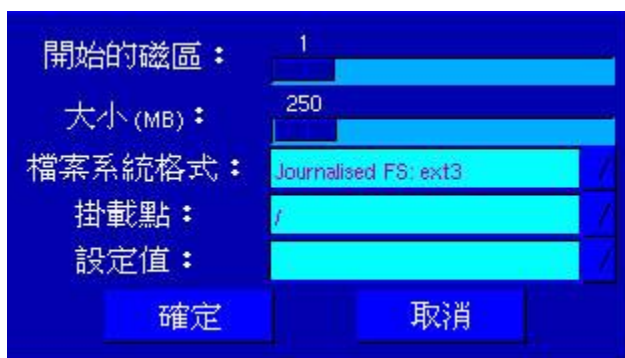 開始的磁區：
1
大小(MB)：
250
檔案系統格式：
Journalised FS: ext3
掛載點：
/
設定值：
確定
取消